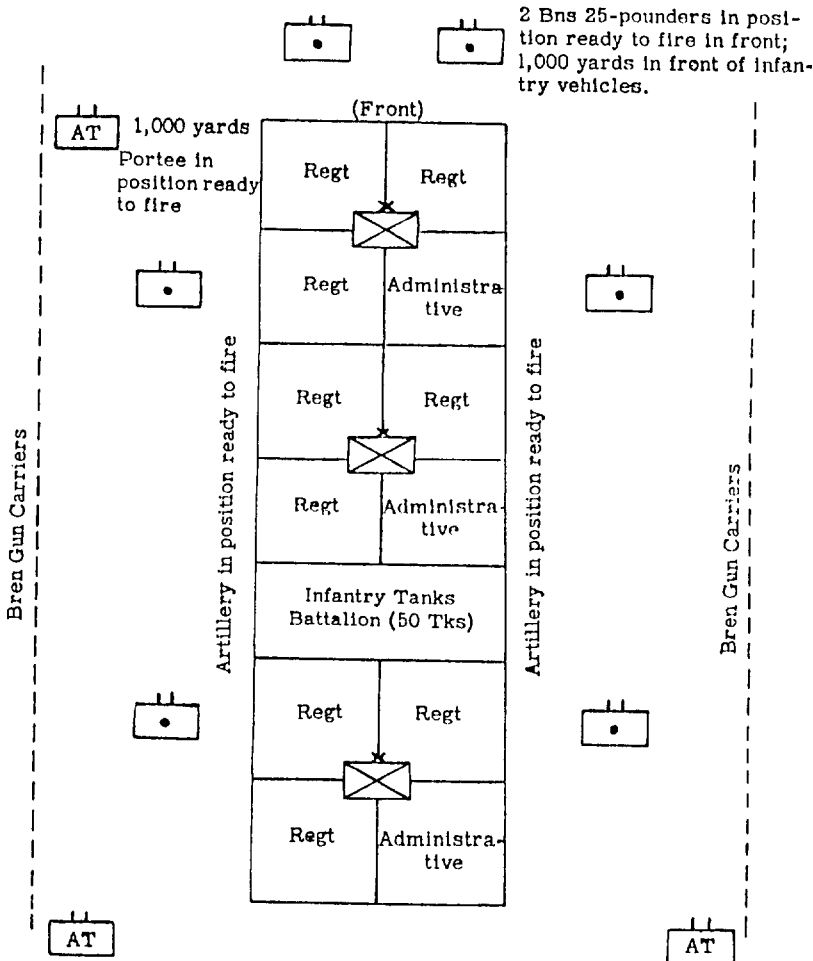 2 Bns 25-pounders in posi-
tion ready to fire in front;
1,000 yards in front of infan-
try vehicles.
(Front)
AT
1,000 yards
Portee in
position ready
to fire
Regt
Regt
Regt
Administra-
tive
Bren Gun Carriers
Artillery in position ready to fire
Regt
Regt
Regt
Administra-
tive
Artillery in position ready to fire
Bren Gun Carriers
Infantry Tanks
Battalion (50 Tks)
Regt
Regt
Regt
Administra-
tive
AT
AT